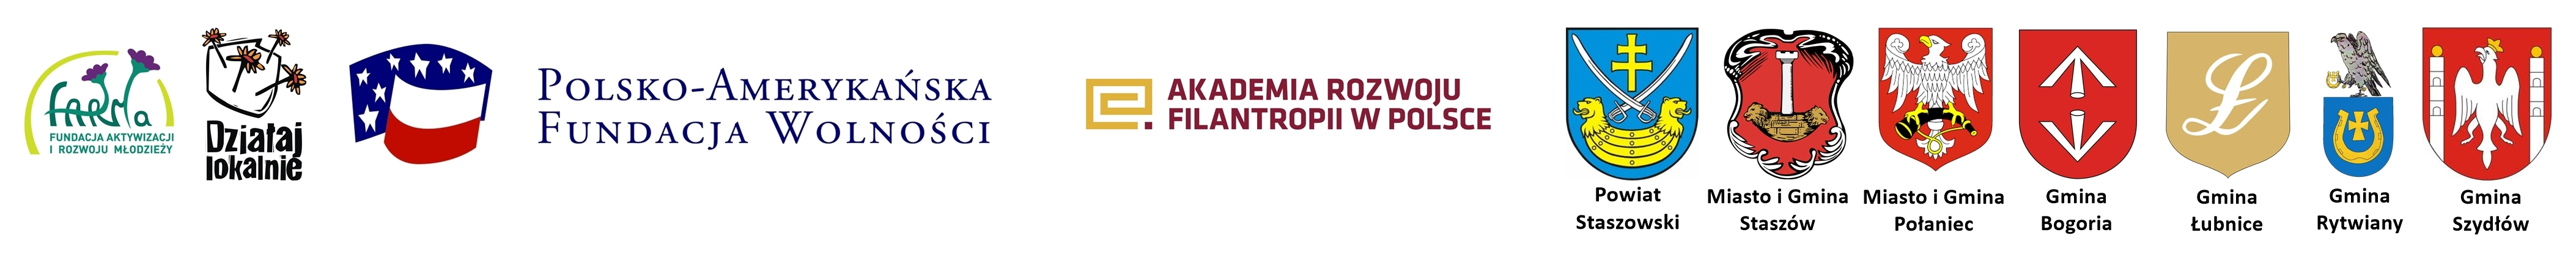 FARMa
FUNDACJA AKTYWIZACJI
I ROZWOJU MŁODZIEŻY
Działaj
lokalnie
POLSKO-AMERYKAŃSKA
FUNDACJA WOLNOŚCI
AKADEMIA ROZWOJU
FILANTROPII W POLSCE
Powiat
Staszowski
Miasto i Gmina
Staszów
Miasto i Gmina
Połaniec
Gmina
Bogoria
Ł
Gmina
Łubnice
Gmina
Rytwiany
Gmina
Szydłów